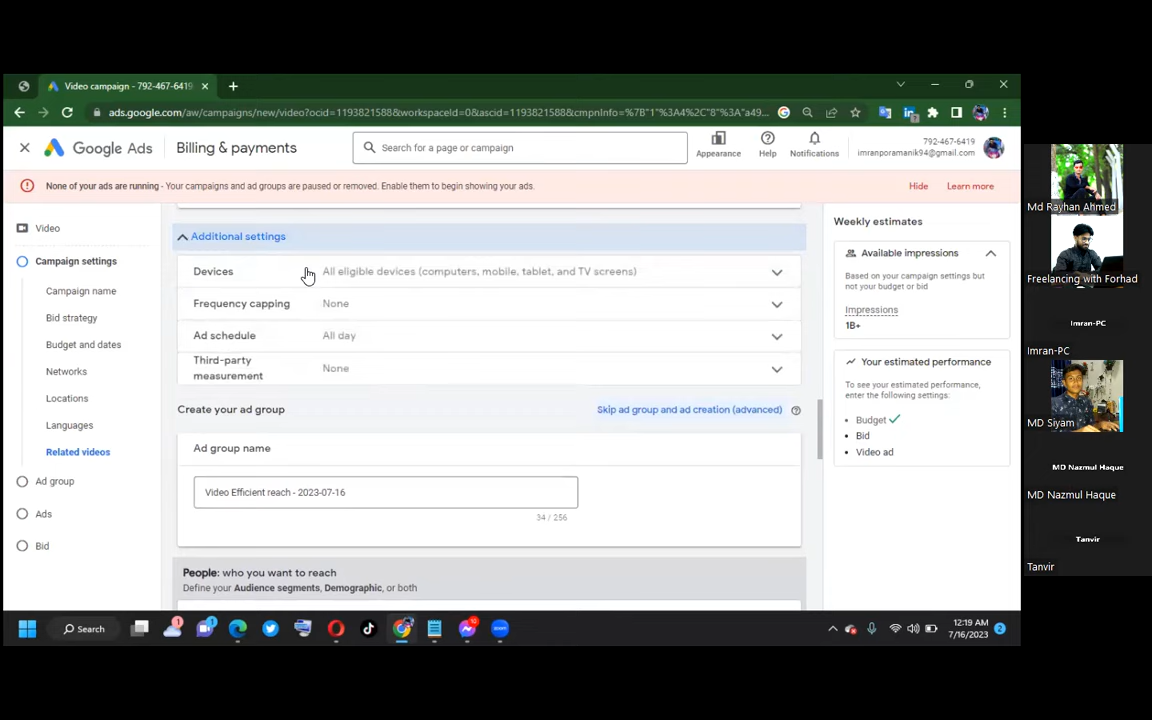 Video campaign - 792-467-6419
ads.google.com/aw/campaigns/new/video?ocid=1193821588&workspaceId=0&ascid=1193821588&cmpnInfo=%7B"1"%3A4%2C"8"%3A"a49...
Google Ads
Billing & payments
Search for a page or campaign
Appearance
Help
Notifications
792-467-6419
imranporamanik94@gmail.com
None of your ads are running - Your campaigns and ad groups are paused or removed. Enable them to begin showing your ads.
Hide
Learn more
Video
Campaign settings
Campaign name
Bid strategy
Budget and dates
Networks
Locations
Languages
Related videos
Ad group
Ads
Bid
Additional settings
Devices
All eligible devices (computers, mobile, tablet, and TV screens)
Frequency capping
None
Ad schedule
All day
Third-party
measurement
None
Create your ad group
Skip ad group and ad creation (advanced)
Ad group name
Video Efficient reach - 2023-07-16
34 / 256
People: who you want to reach
Define your Audience segments, Demographic, or both
Weekly estimates
Available impressions
Based on your campaign settings but
not your budget or bid
Impressions
1B+
Your estimated performance
To see your estimated performance,
enter the following settings:
Budget
Bid
Video ad
Md Rayhan Ahmed
Freelancing with Forhad
Imran-PC
Imran-PC
MD Siyam
MD Nazmul Haque
MD Nazmul Haque
Tanvir
Tanvir
Search
12:19 AM
7/16/2023